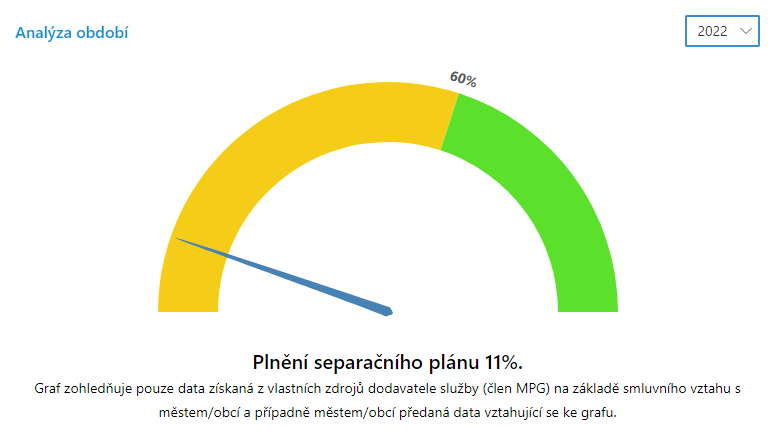 Analýza období
2022
60%
Plnění separačního plánu 11%.
Graf zohledňuje pouze data získaná z vlastních zdrojů dodavatele služby (člen MPG) na základě smluvního vztahu s
městem/obcí a případně městem/obcí předaná data vztahující se ke grafu.